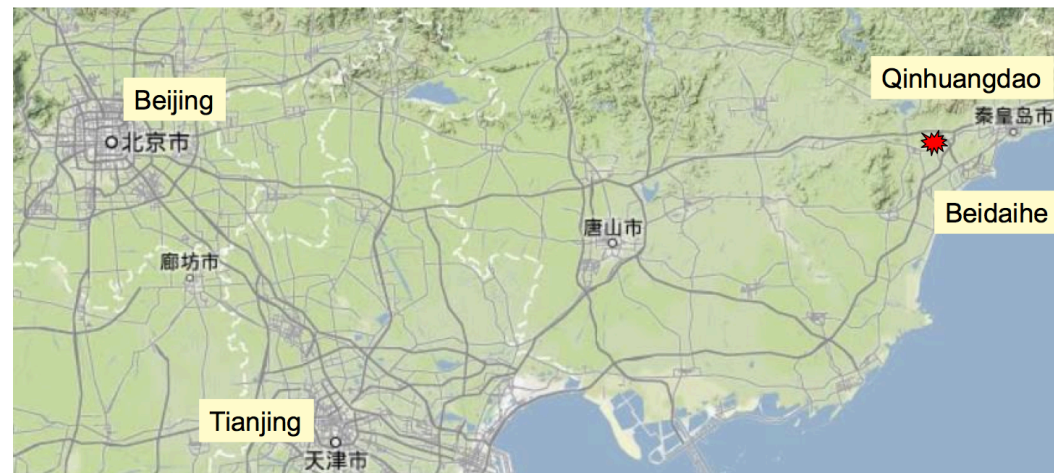 Beijing
北京市
Qinhuangdao
秦皇岛市
Beidaihe
唐山市
廊坊市
Tianjing
天津市